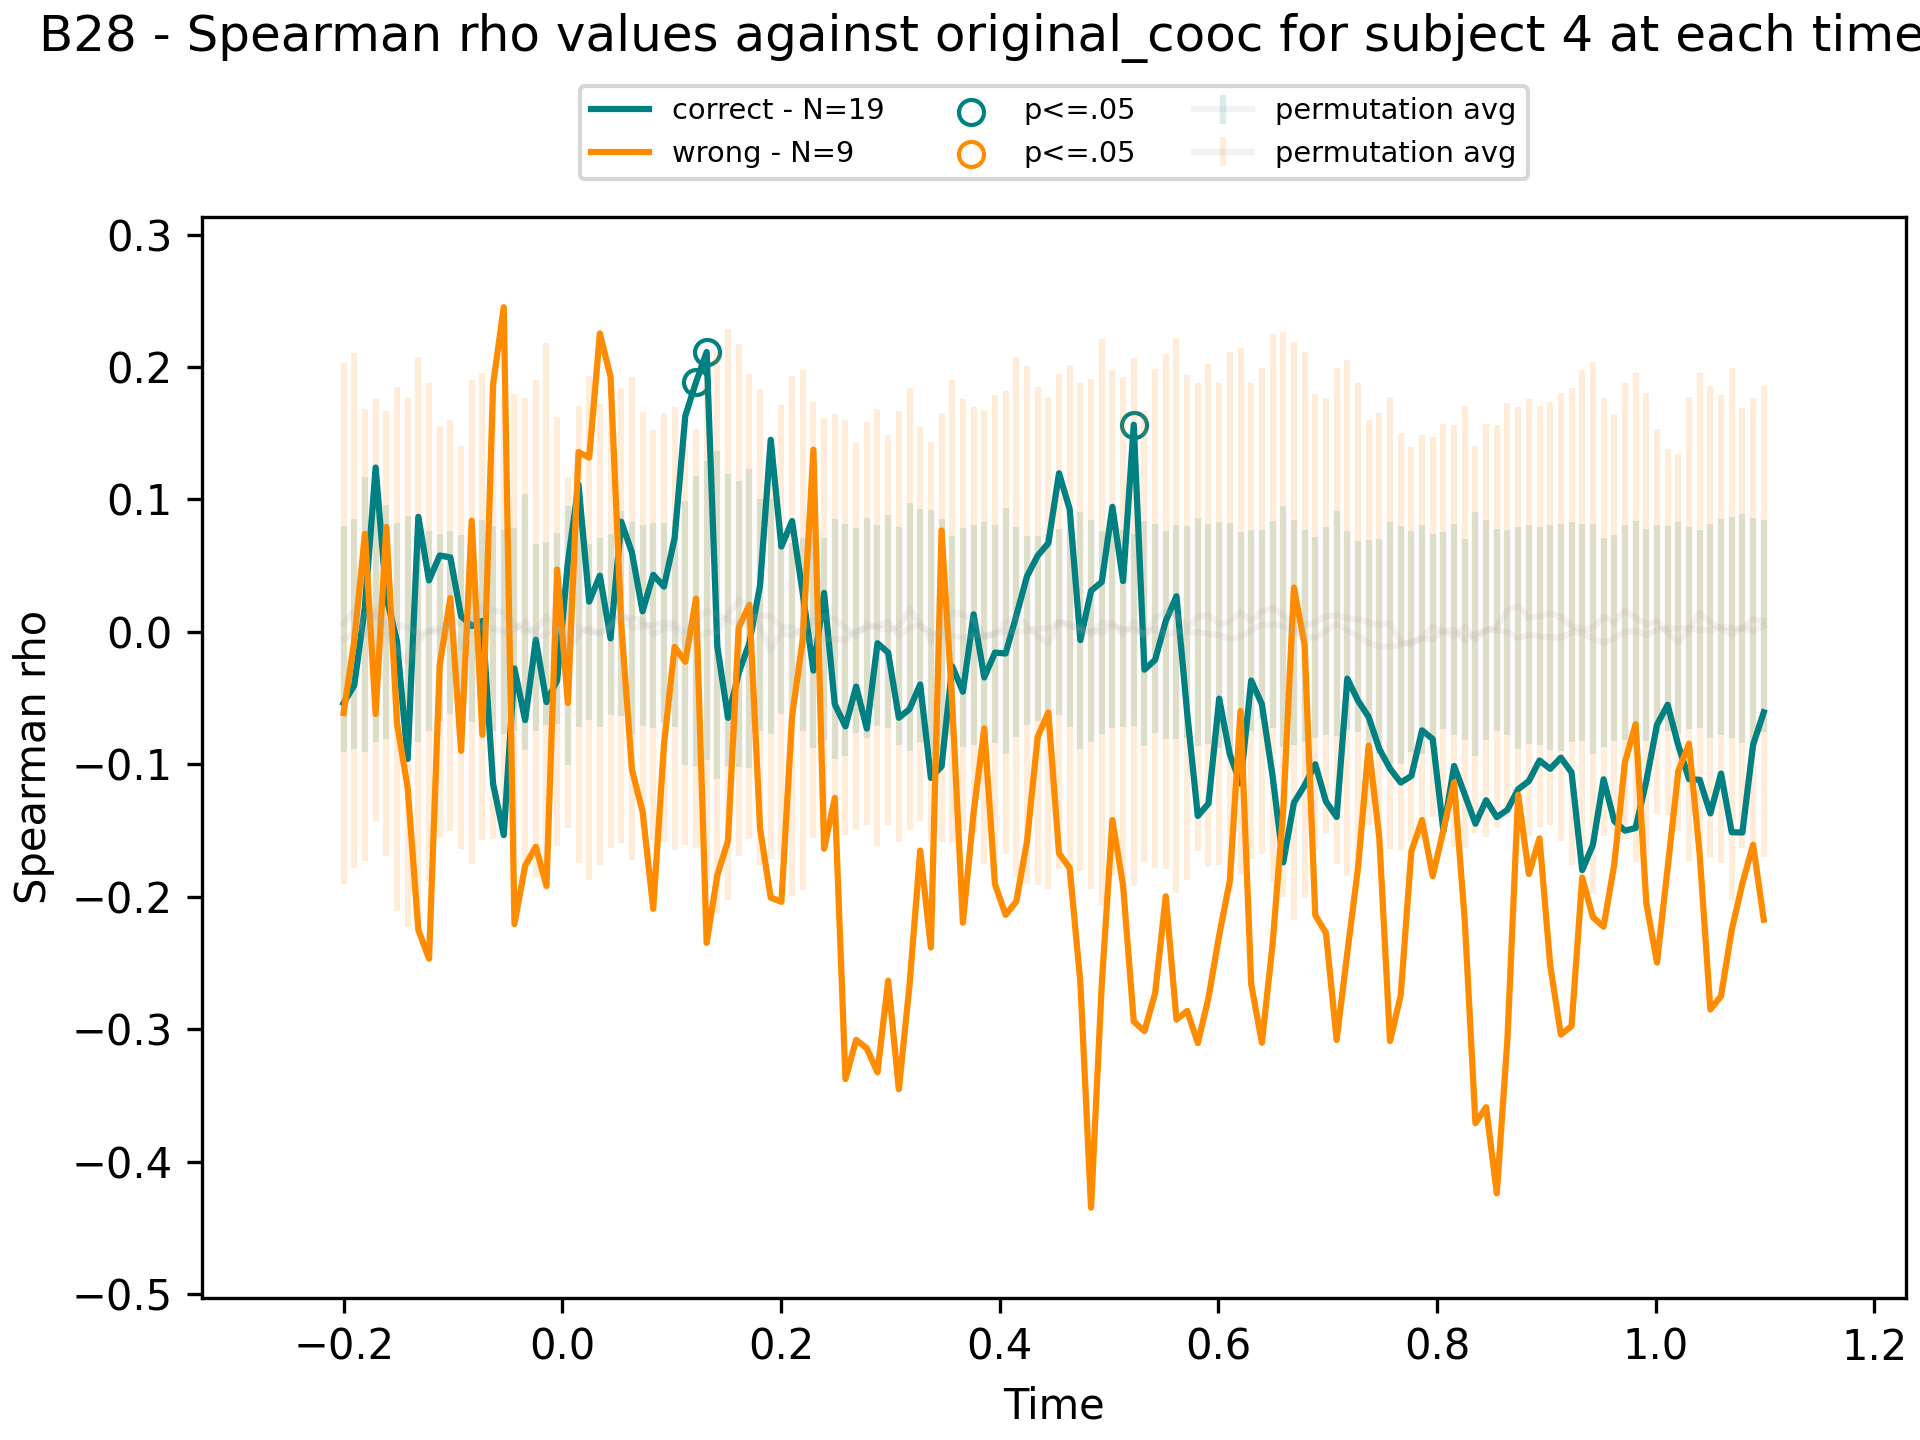 B28 - Spearman rho values against original_cooc for subject 4 at each time
correct - N=19 p<=.05 permutation avg
wrong - N=9 p<=.05 permutation avg
0.3
0.2
0.1
0.0
−0.1
−0.2
−0.3
−0.4
−0.5
Spearman rho
−0.2 0.0 0.2 0.4 0.6 0.8 1.0 1.2
Time